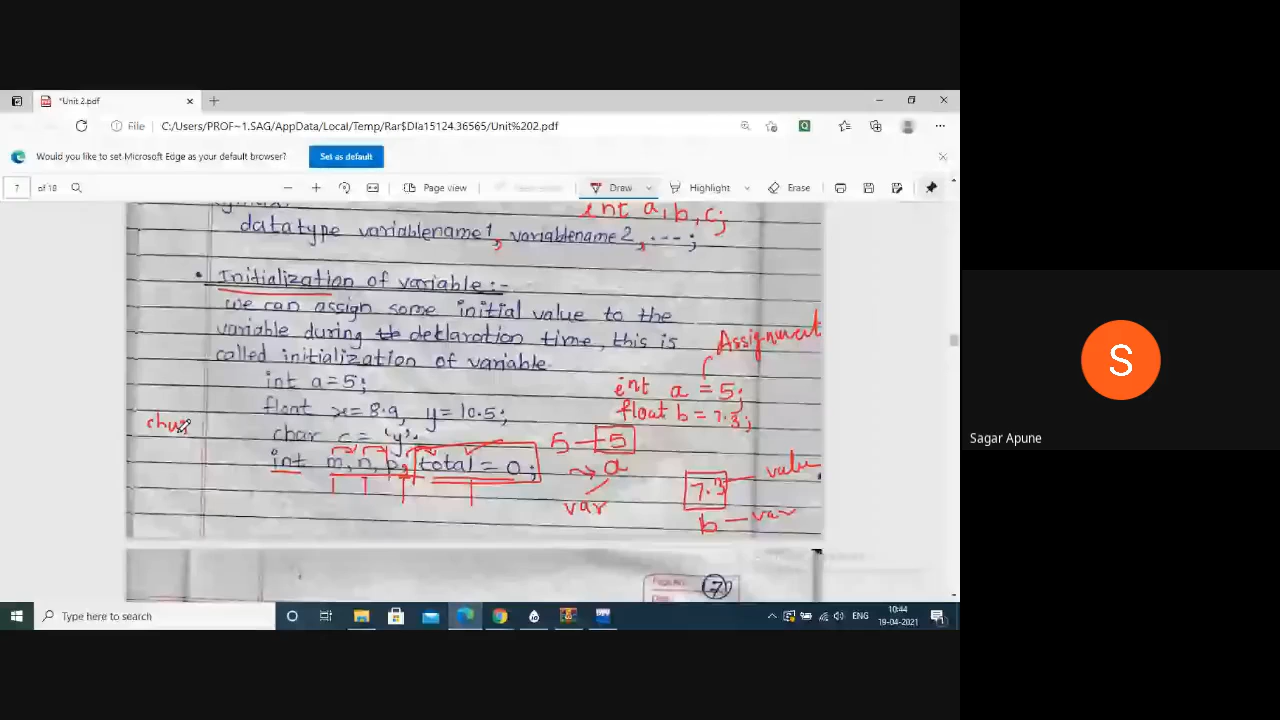 *Unit 2.pdf
File C:/Users/PROF~1.SAG/AppData/Local/Temp/Rar$DIa15124.36565/Unit%202.pdf
Would you like to set Microsoft Edge as your default browser? Set as default
7 of 18 Page view Draw Highlight Erase
int a, b, c;
datatype variablename1, variablename2, ---;
• Initialization of variable :-
we can assign some initial value to the
variable during declaration time, this is
called initialization of variable.
Assignment
int a = 5;
int a = 5;
float x = 8.9, y = 10.5;
float b = 7.3;
char
char c = 'y';
5 5
int m, n, p, total = 0;
a
value
7.3
var
b - var
Page No. 7
Sagar Apune
Type here to search
ENG
10:44
19-04-2021
S